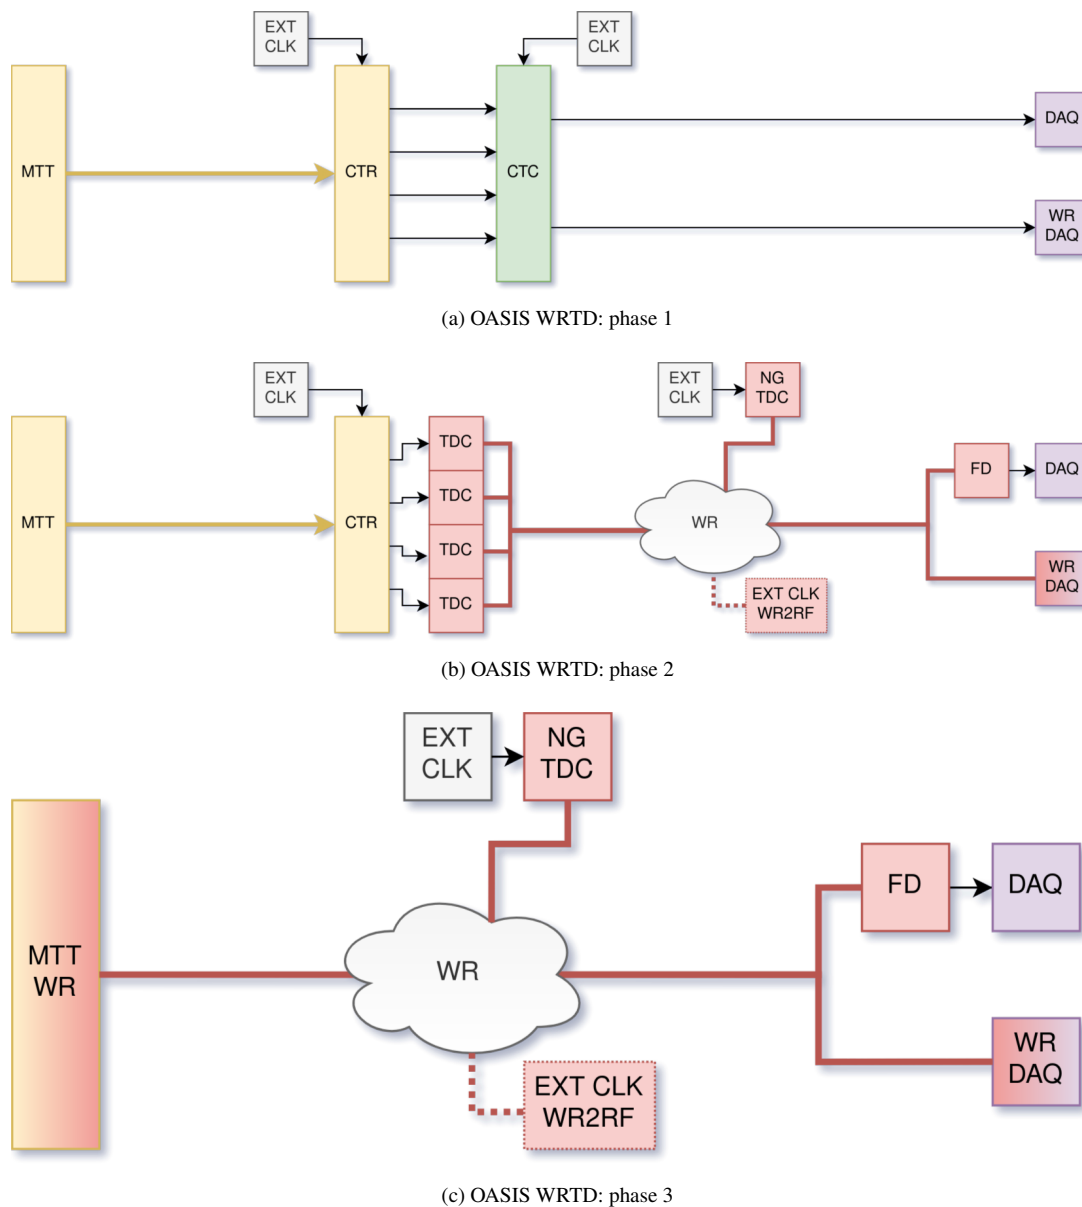 EXT
CLK
EXT
CLK
MTT
CTR
CTC
DAQ
WR
DAQ
(a) OASIS WRTD: phase 1
EXT
CLK
EXT
CLK
NG
TDC
MTT
CTR
TDC
TDC
TDC
TDC
WR
FD
DAQ
WR
DAQ
EXT CLK
WR2RF
(b) OASIS WRTD: phase 2
EXT
CLK
NG
TDC
MTT
WR
WR
FD
DAQ
WR
DAQ
EXT CLK
WR2RF
(c) OASIS WRTD: phase 3